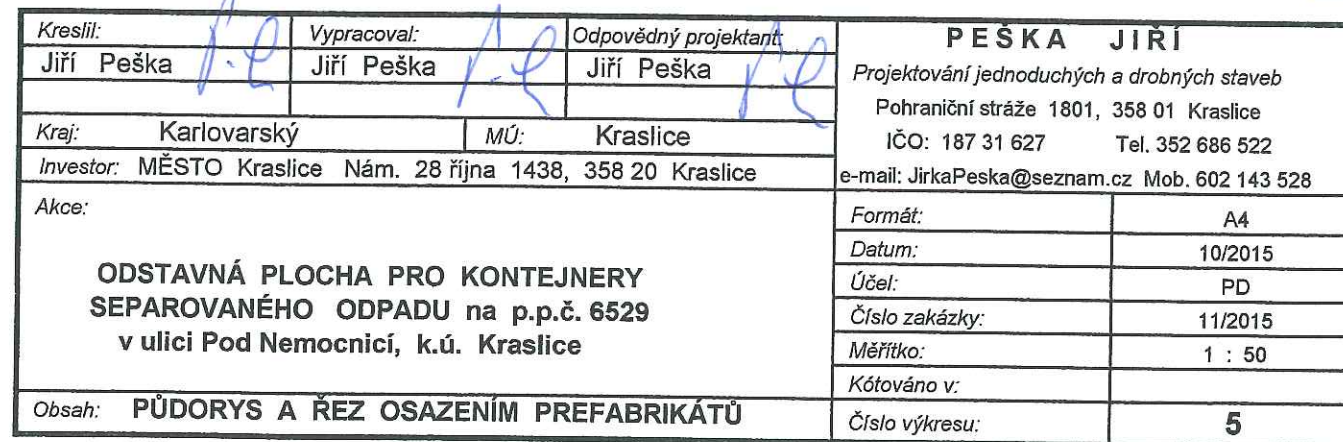 Kreslil: Vypracoval: Odpovědný projektant:
Jiří Peška Jiří Peška Jiří Peška
Kraj: Karlovarský MÚ: Kraslice
Investor: MĚSTO Kraslice Nám. 28 října 1438, 358 20 Kraslice
Akce:
ODSTAVNÁ PLOCHA PRO KONTEJNERY
SEPAROVANÉHO ODPADU na p.p.č. 6529
v ulici Pod Nemocnicí, k.ú. Kraslice
Obsah: PŮDORYS A ŘEZ OSAZENÍM PREFABRIKÁTŮ
PEŠKA JIŘÍ
Projektování jednoduchých a drobných staveb
Pohraniční stráže 1801, 358 01 Kraslice
IČO: 187 31 627 Tel. 352 686 522
e-mail: JirkaPeska@seznam.cz Mob. 602 143 528
Formát: A4
Datum: 10/2015
Účel: PD
Číslo zakázky: 11/2015
Měřítko: 1 : 50
Kótováno v:
Číslo výkresu: 5